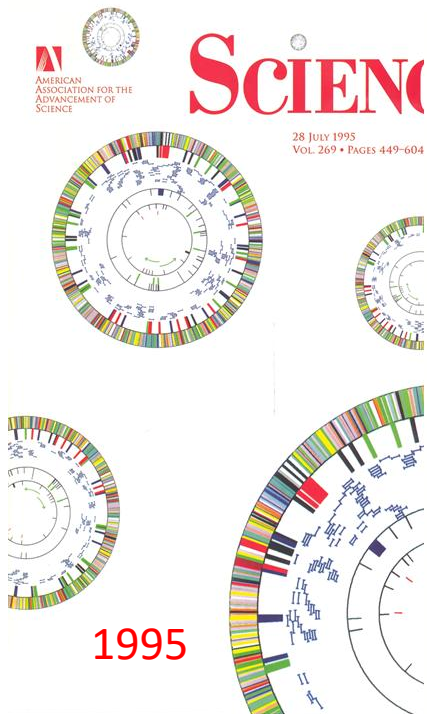 SCIENC
AMERICAN
ASSOCIATION FOR THE
ADVANCEMENT OF
SCIENCE
28 JULY 1995
VOL. 269 • PAGES 449–604
1995